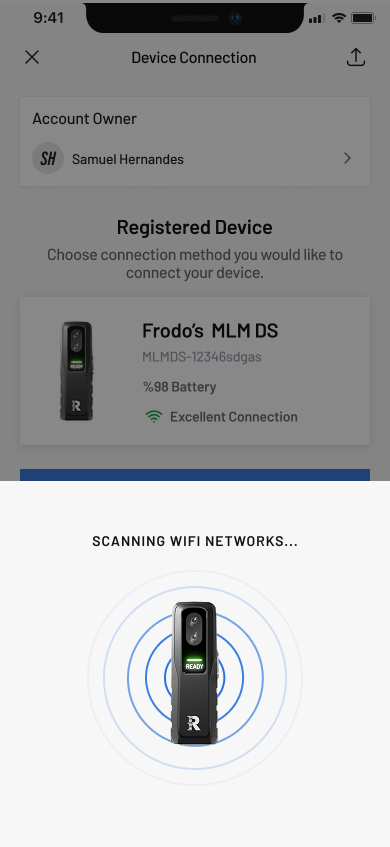 9:41
Device Connection
Account Owner
SH
Samuel Hernandes
Registered Device
Choose connection method you would like to
connect your device.
Frodo's MLM DS
MLMDS-12346sdgas
%98 Battery
Excellent Connection
READY
R
SCANNING WIFI NETWORKS...
READY
R